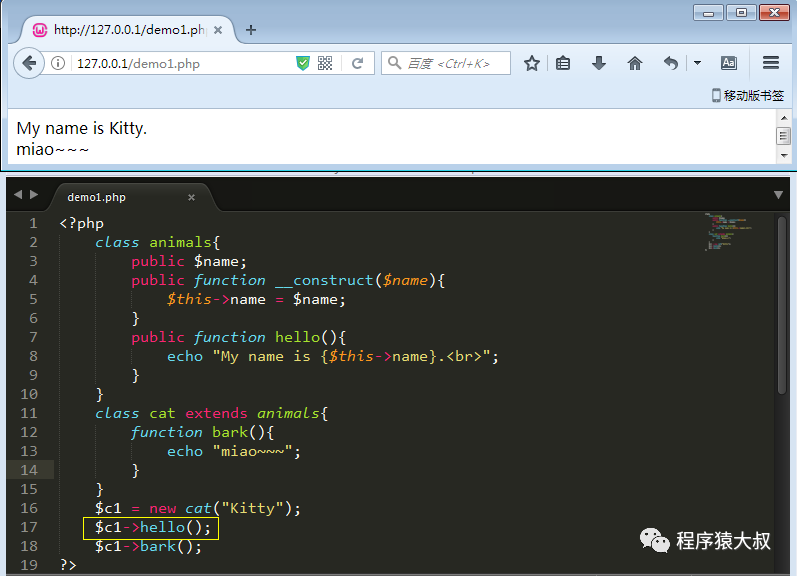 http://127.0.0.1/demo1.ph
127.0.0.1/demo1.php
百度 <Ctrl+K>
移动版书签
My name is Kitty.
miao~~~
demo1.php
1 <?php
2 class animals{
3 public $name;
4 public function __construct($name){
5 $this->name = $name;
6 }
7 public function hello(){
8 echo "My name is {$this->name}.<br>";
9 }
10 }
11 class cat extends animals{
12 function bark(){
13 echo "miao~~~";
14 }
15 }
16 $c1 = new cat("Kitty");
17 $c1->hello();
18 $c1->bark();
19 ?>
程序猿大叔